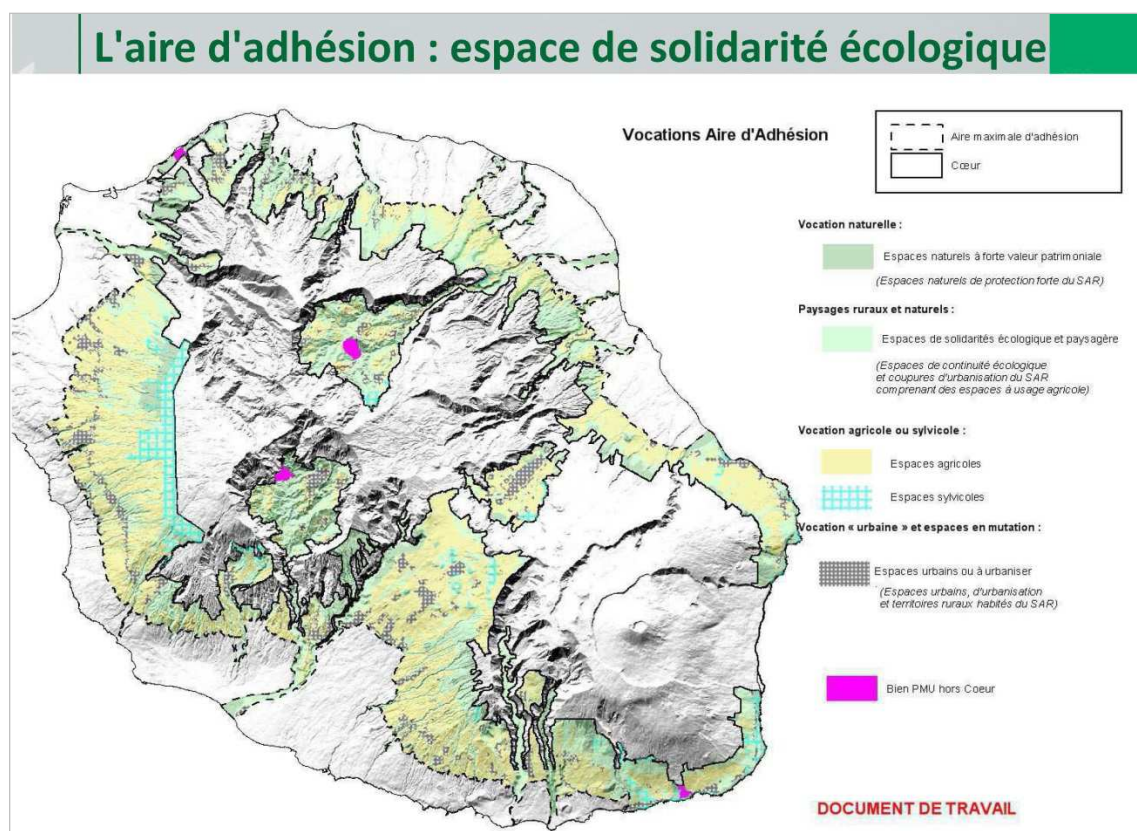 L'aire d'adhésion : espace de solidarité écologique
Vocations Aire d'Adhésion
Aire maximale d'adhésion
Cœur
Vocation naturelle :
Espaces naturels à forte valeur patrimoniale
(Espaces naturels de protection forte du SAR)
Paysages ruraux et naturels :
Espaces de solidarités écologique et paysagère
(Espaces de continuité écologique
et coupures d'urbanisation du SAR
comprenant des espaces à usage agricole)
Vocation agricole ou sylvicole :
Espaces agricoles
Espaces sylvicoles
Vocation « urbaine » et espaces en mutation :
Espaces urbains ou à urbaniser
(Espaces urbains, d'urbanisation
et territoires ruraux habités du SAR)
Bien PMU hors Coeur
DOCUMENT DE TRAVAIL